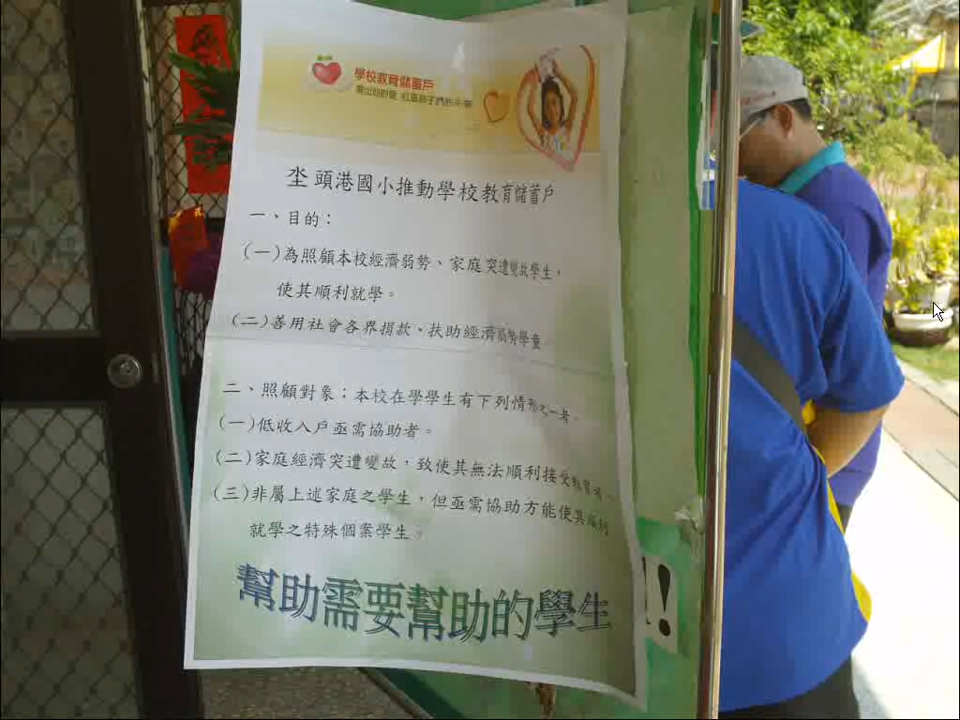 學校教育儲蓄戶
坔頭港國小推動學校教育儲蓄戶
一、目的：
(一)為照顧本校經濟弱勢、家庭突遭變故學生，
使其順利就學。
(二)善用社會各界捐款、扶助經濟弱勢學童
二、照顧對象：本校在學學生有下列情形之一者。
(一)低收入戶亟需協助者。
(二)家庭經濟突遭變故，致使其無法順利接受教育者。
(三)非屬上述家庭之學生，但亟需協助方能使其順利
就學之特殊個案學生。
幫助需要幫助的學生
!